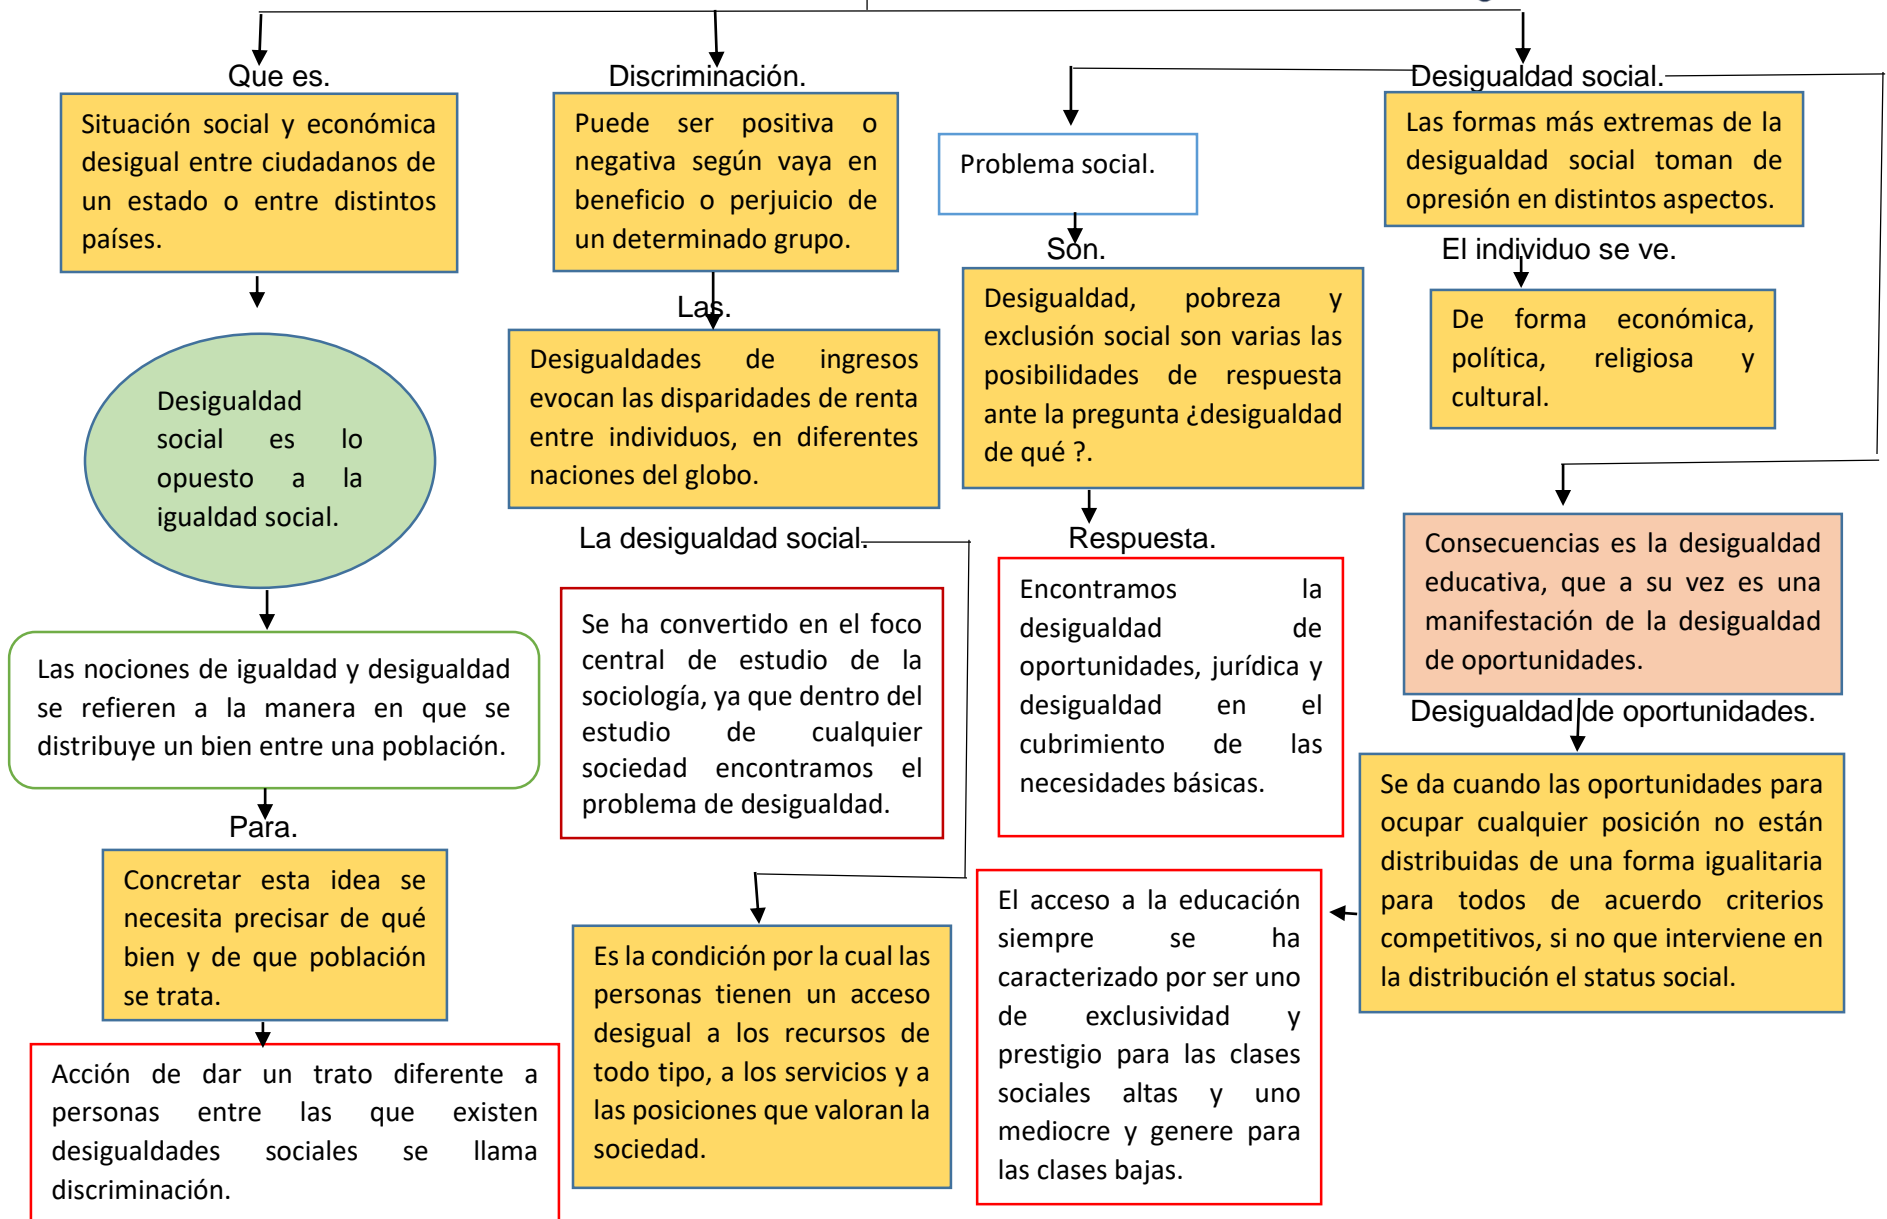 Que es.
Situación social y económica
desigual entre ciudadanos de
un estado o entre distintos
países.
Desigualdad
social es lo
opuesto a la
igualdad social.
Las nociones de igualdad y desigualdad
se refieren a la manera en que se
distribuye un bien entre una población.
Para.
Concretar esta idea se
necesita precisar de qué
bien y de que población
se trata.
Acción de dar un trato diferente a
personas entre las que existen
desigualdades sociales se llama
discriminación.
Discriminación.
Puede ser positiva o
negativa según vaya en
beneficio o perjuicio de
un determinado grupo.
Las.
Desigualdades de ingresos
evocan las disparidades de renta
entre individuos, en diferentes
naciones del globo.
La desigualdad social.
Se ha convertido en el foco
central de estudio de la
sociología, ya que dentro del
estudio de cualquier
sociedad encontramos el
problema de desigualdad.
Es la condición por la cual las
personas tienen un acceso
desigual a los recursos de
todo tipo, a los servicios y a
las posiciones que valoran la
sociedad.
Desigualdad social.
Problema social.
Son.
Desigualdad, pobreza y
exclusión social son varias las
posibilidades de respuesta
ante la pregunta ¿desigualdad
de qué ?.
Respuesta.
Encontramos la
desigualdad de
oportunidades, jurídica y
desigualdad en el
cubrimiento de las
necesidades básicas.
Las formas más extremas de la
desigualdad social toman de
opresión en distintos aspectos.
El individuo se ve.
De forma económica,
política, religiosa y
cultural.
Consecuencias es la desigualdad
educativa, que a su vez es una
manifestación de la desigualdad
de oportunidades.
Desigualdad de oportunidades.
Se da cuando las oportunidades para
ocupar cualquier posición no están
distribuidas de una forma igualitaria
para todos de acuerdo criterios
competitivos, si no que interviene en
la distribución el status social.
El acceso a la educación
siempre se ha
caracterizado por ser uno
de exclusividad y
prestigio para las clases
sociales altas y uno
mediocre y genere para
las clases bajas.